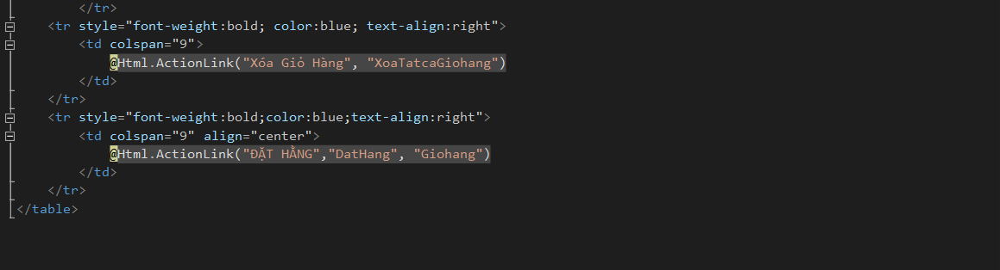 </tr>
<tr style="font-weight:bold; color:blue; text-align:right">
<td colspan="9">
@Html.ActionLink("Xóa Giỏ Hàng", "XoaTatcaGiohang")
</td>
</tr>
<tr style="font-weight:bold;color:blue;text-align:right">
<td colspan="9" align="center">
@Html.ActionLink("ĐẶT HẰNG","DatHang", "Giohang")
</td>
</tr>
</table>